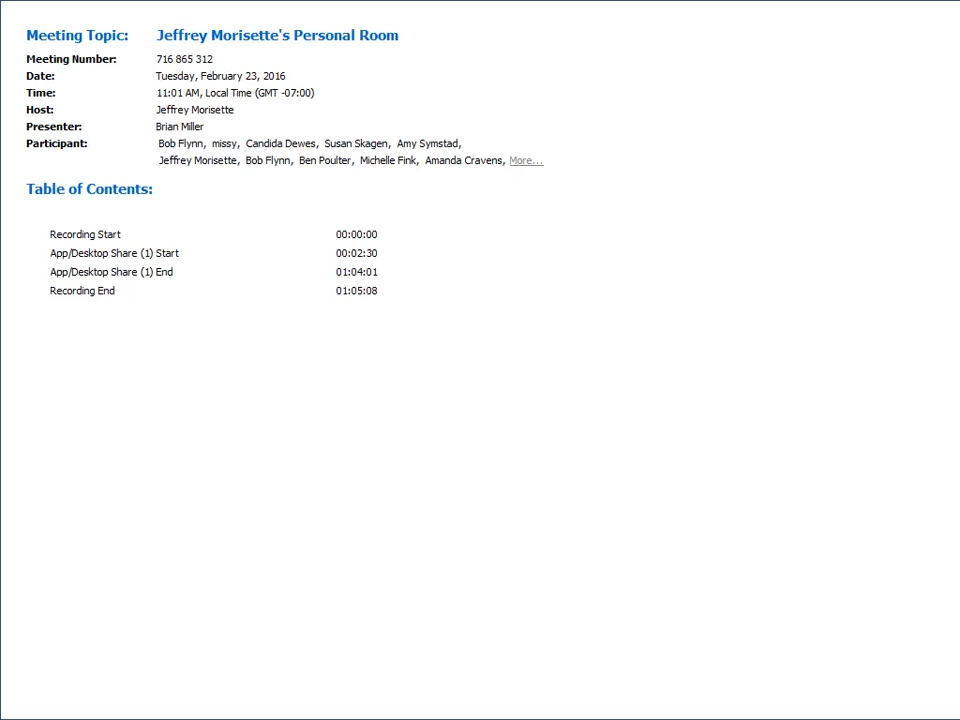 Meeting Topic: Jeffrey Morisette's Personal Room
Meeting Number: 716 865 312
Date: Tuesday, February 23, 2016
Time: 11:01 AM, Local Time (GMT -07:00)
Host: Jeffrey Morisette
Presenter: Brian Miller
Participant: Bob Flynn, missy, Candida Dewes, Susan Skagen, Amy Symstad,
Jeffrey Morisette, Bob Flynn, Ben Poulter, Michelle Fink, Amanda Cravens, More...
Table of Contents:
Recording Start 00:00:00
App/Desktop Share (1) Start 00:02:30
App/Desktop Share (1) End 01:04:01
Recording End 01:05:08